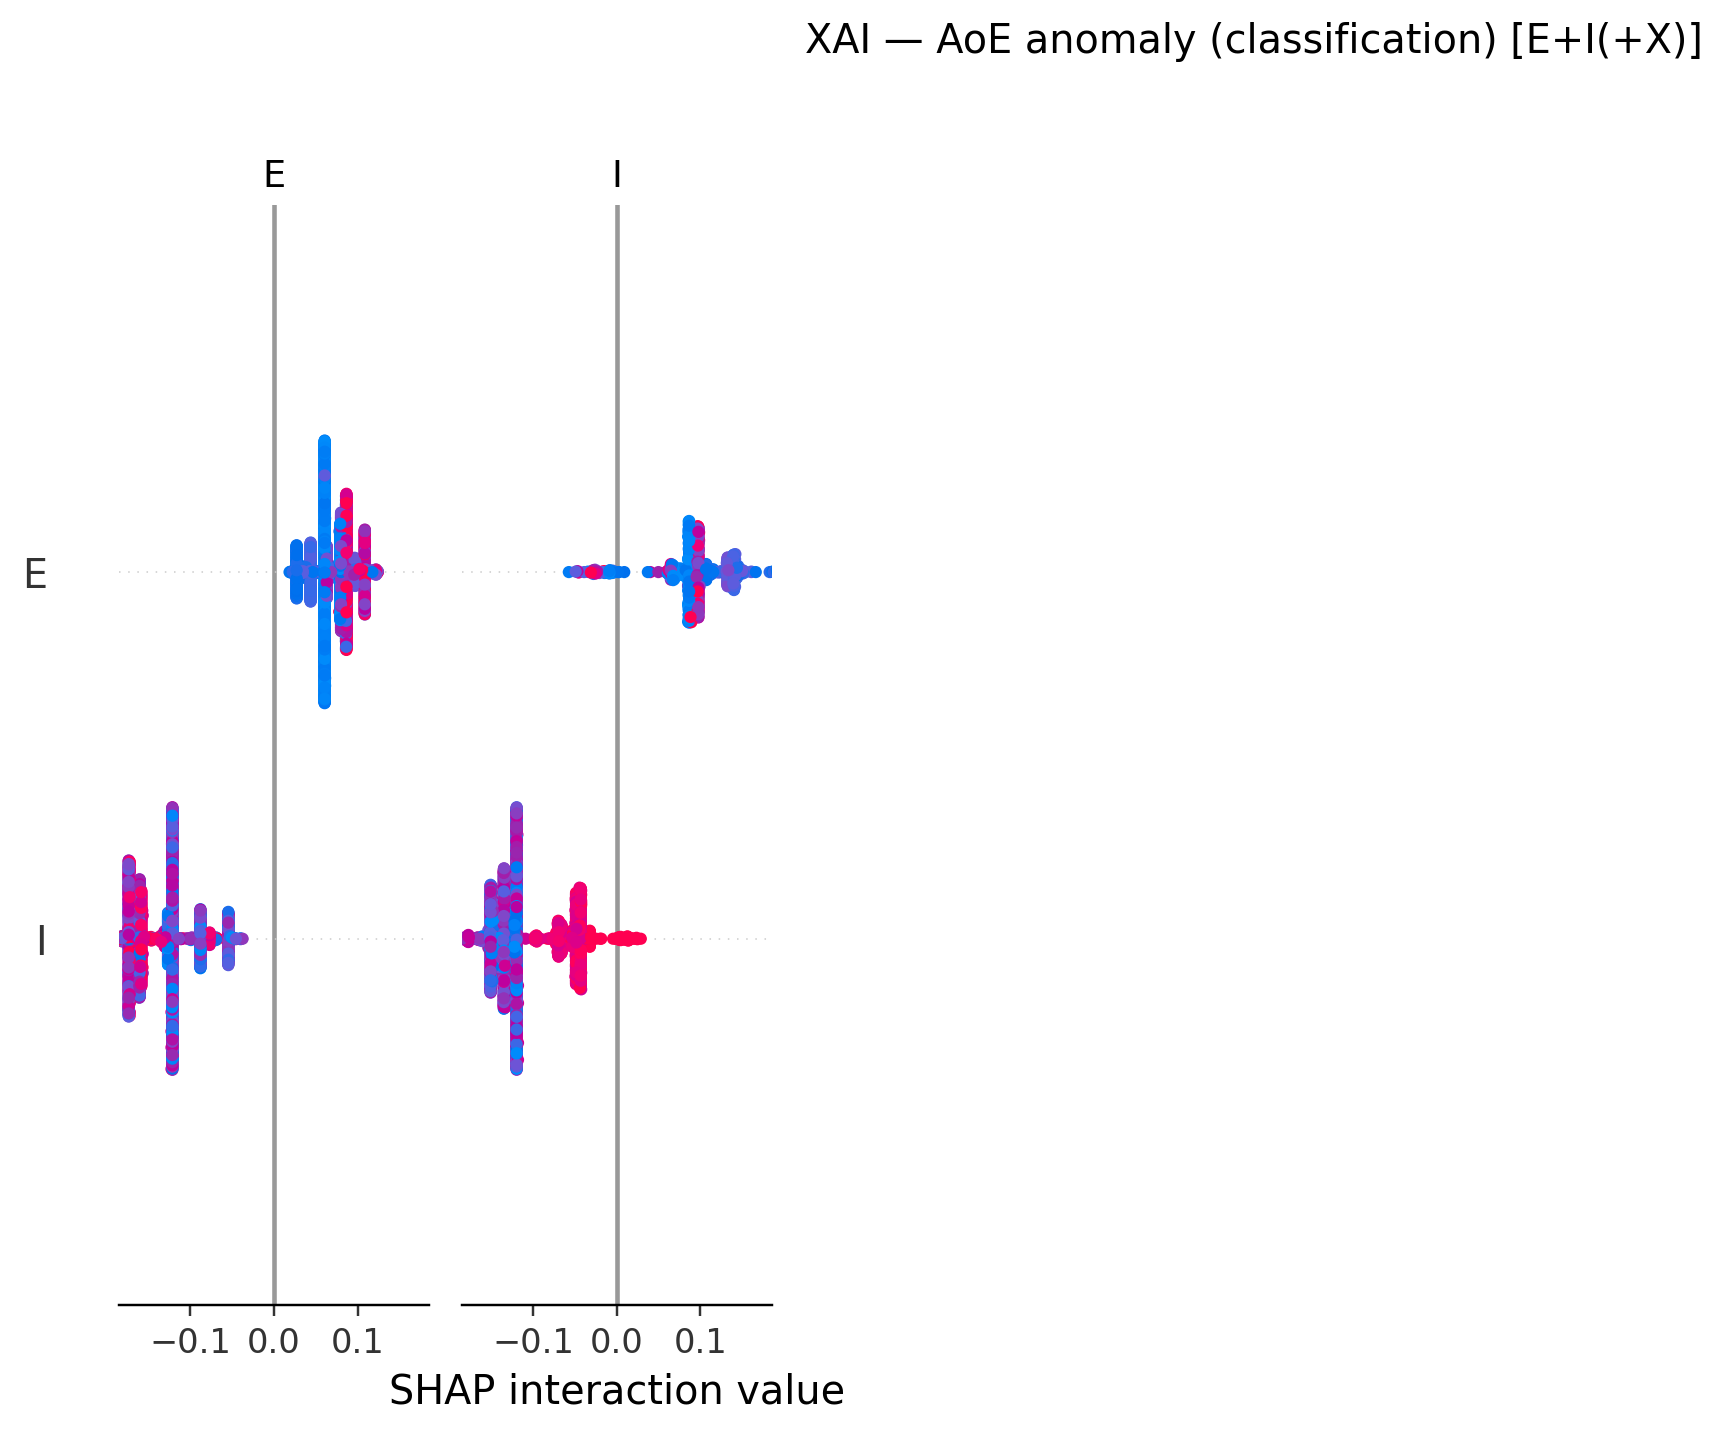 XAI — AoE anomaly (classification) [E+I(+X)]
E I
E
I
−0.1 0.0 0.1 −0.1 0.0 0.1
SHAP interaction value